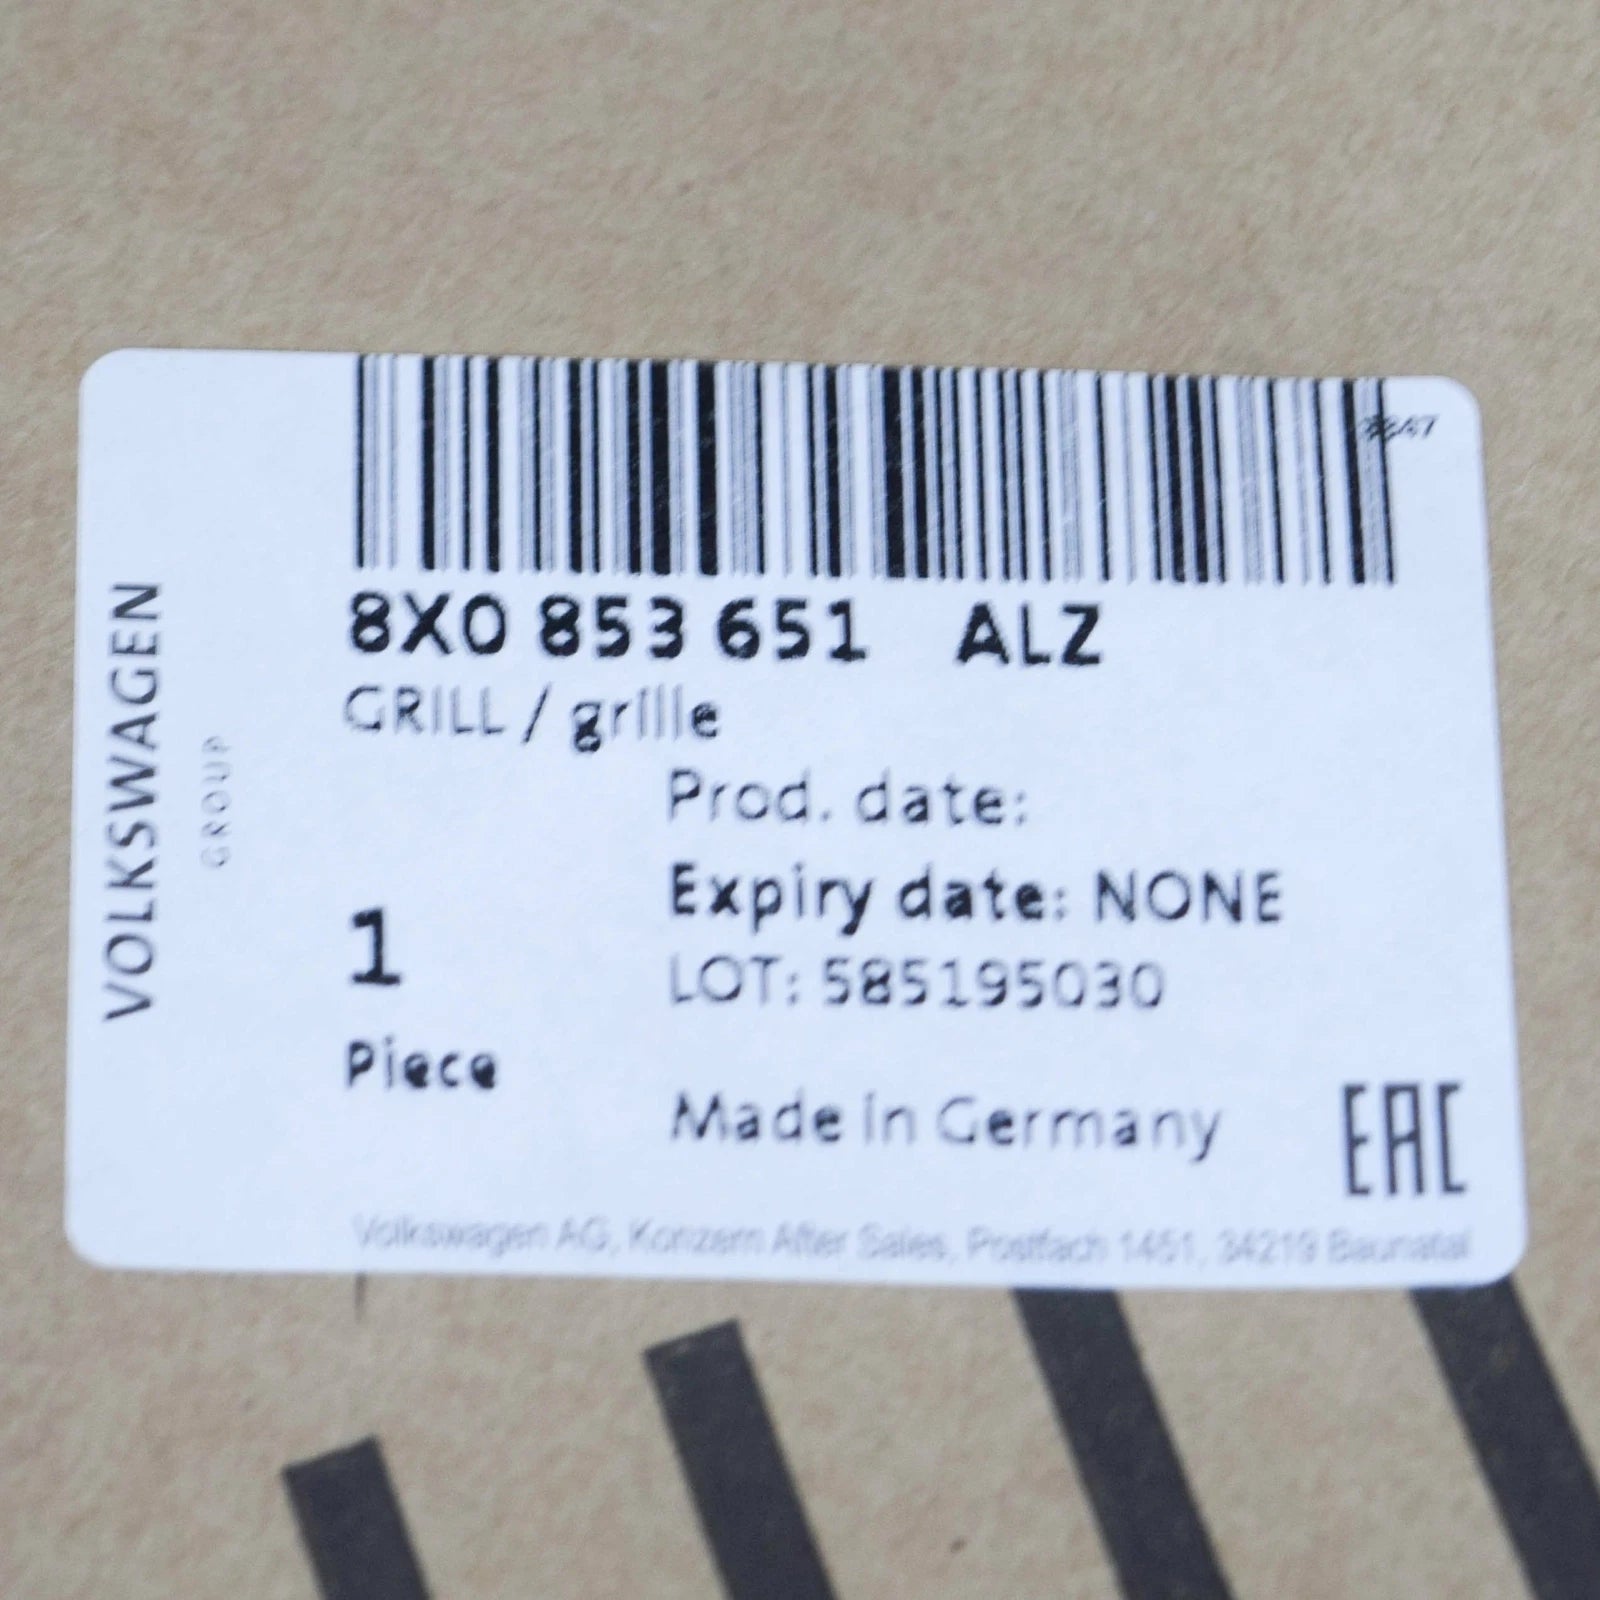 VOLKSWAGEN
GROUP
8X0 853 651 ALZ
GRILL / grille
Prod. date:
Expiry date: NONE
LOT: 585195030
1
Piece
Made in Germany
EAC
Volkswagen AG, Konzern After Sales, Postfach 1451, 34219 Baunatal